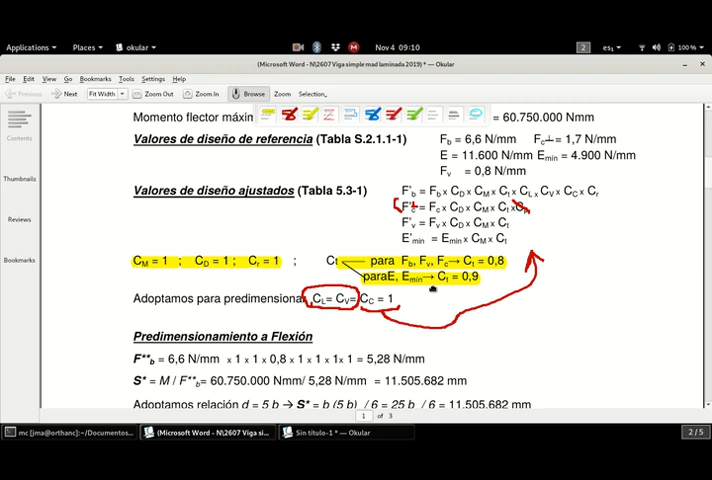 Applications Places okular Nov 4 09:10 2 es₁ 100 %
(Microsoft Word - N\2607 Viga simple mad laminada 2019) * — Okular
File Edit View Go Bookmarks Tools Settings Help
Previous Next Fit Width Zoom Out Zoom In Browse Zoom Selection
Contents
Thumbnails
Reviews
Bookmarks
Momento flector máxin = 60.750.000 Nmm
Valores de diseño de referencia (Tabla S.2.1.1-1) Fb = 6,6 N/mm Fc⊥ = 1,7 N/mm
E = 11.600 N/mm Emin = 4.900 N/mm
Fv = 0,8 N/mm
Valores de diseño ajustados (Tabla 5.3-1) F'b = Fb x CD x CM x Ct x CL x CV x CC x Cr
F'c = Fc x CD x CM x Ct x Cp
F'v = Fv x CD x CM x Ct
E'min = Emin x CM x Ct
CM = 1 ; CD = 1 ; Cr = 1 ; Ct para Fb, Fv, Fc→ Ct = 0,8
paraE, Emin→ Ct = 0,9
Adoptamos para predimensionar CL= CV= CC = 1
Predimensionamiento a Flexión
F**b = 6,6 N/mm x 1 x 1 x 0,8 x 1 x 1 x 1x 1 = 5,28 N/mm
S* = M / F**b= 60.750.000 Nmm/ 5,28 N/mm = 11.505.682 mm
Adoptamos relación d = 5 b → S* = b (5 b) / 6 = 25 b / 6 = 11.505.682 mm
1 of 3
mc [jma@orthanc]:~/Documentos... (Microsoft Word - N\2607 Viga si... Sin título-1 * — Okular 2 / 5